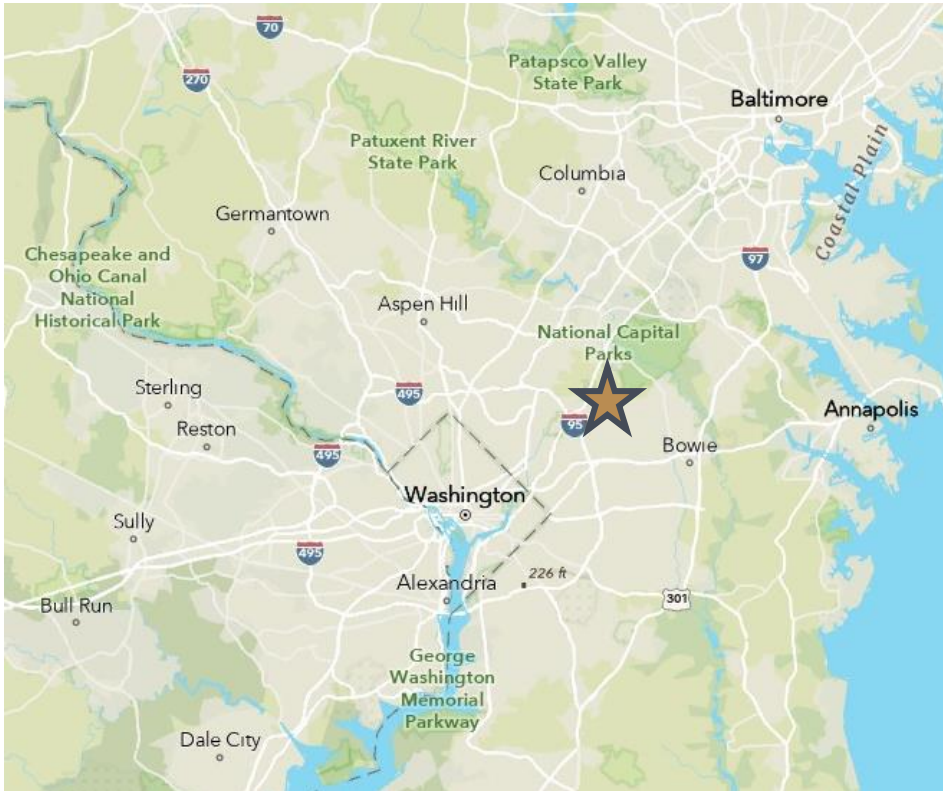 70
270
Patapsco Valley
State Park
Baltimore
Patuxent River
State Park
Columbia
Coastal Plain
Germantown
Chesapeake and
Ohio Canal
National
Historical Park
97
Aspen Hill
National Capital
Parks
Sterling
495
95
Annapolis
Reston
495
Bowie
Washington
Sully
495
226 ft
Alexandria
301
Bull Run
George
Washington
Memorial
Parkway
Dale City